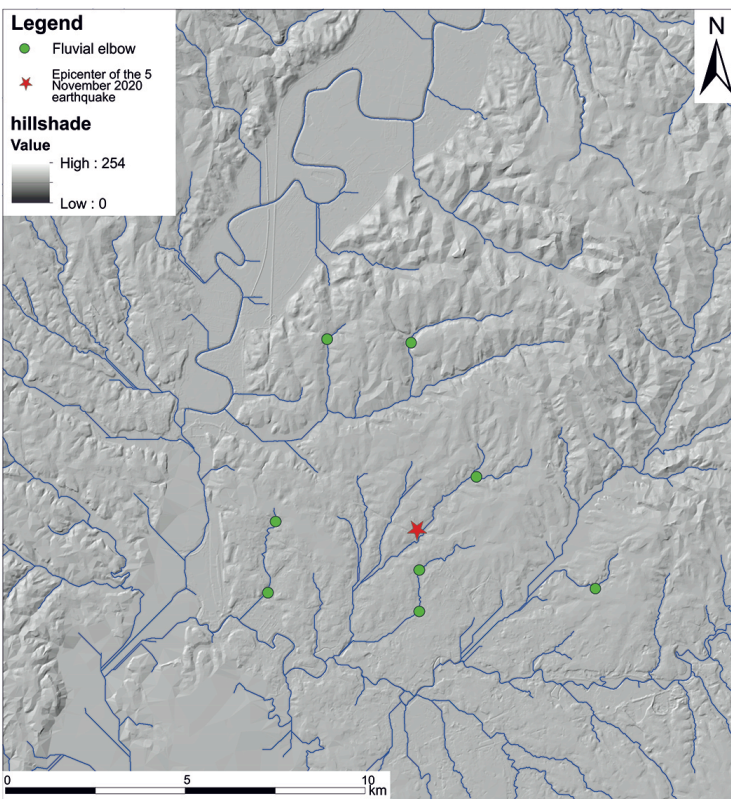 Legend
Fluvial elbow
Epicenter of the 5
November 2020
earthquake
hillshade
Value
High : 254
Low : 0
N
0 5 10
km